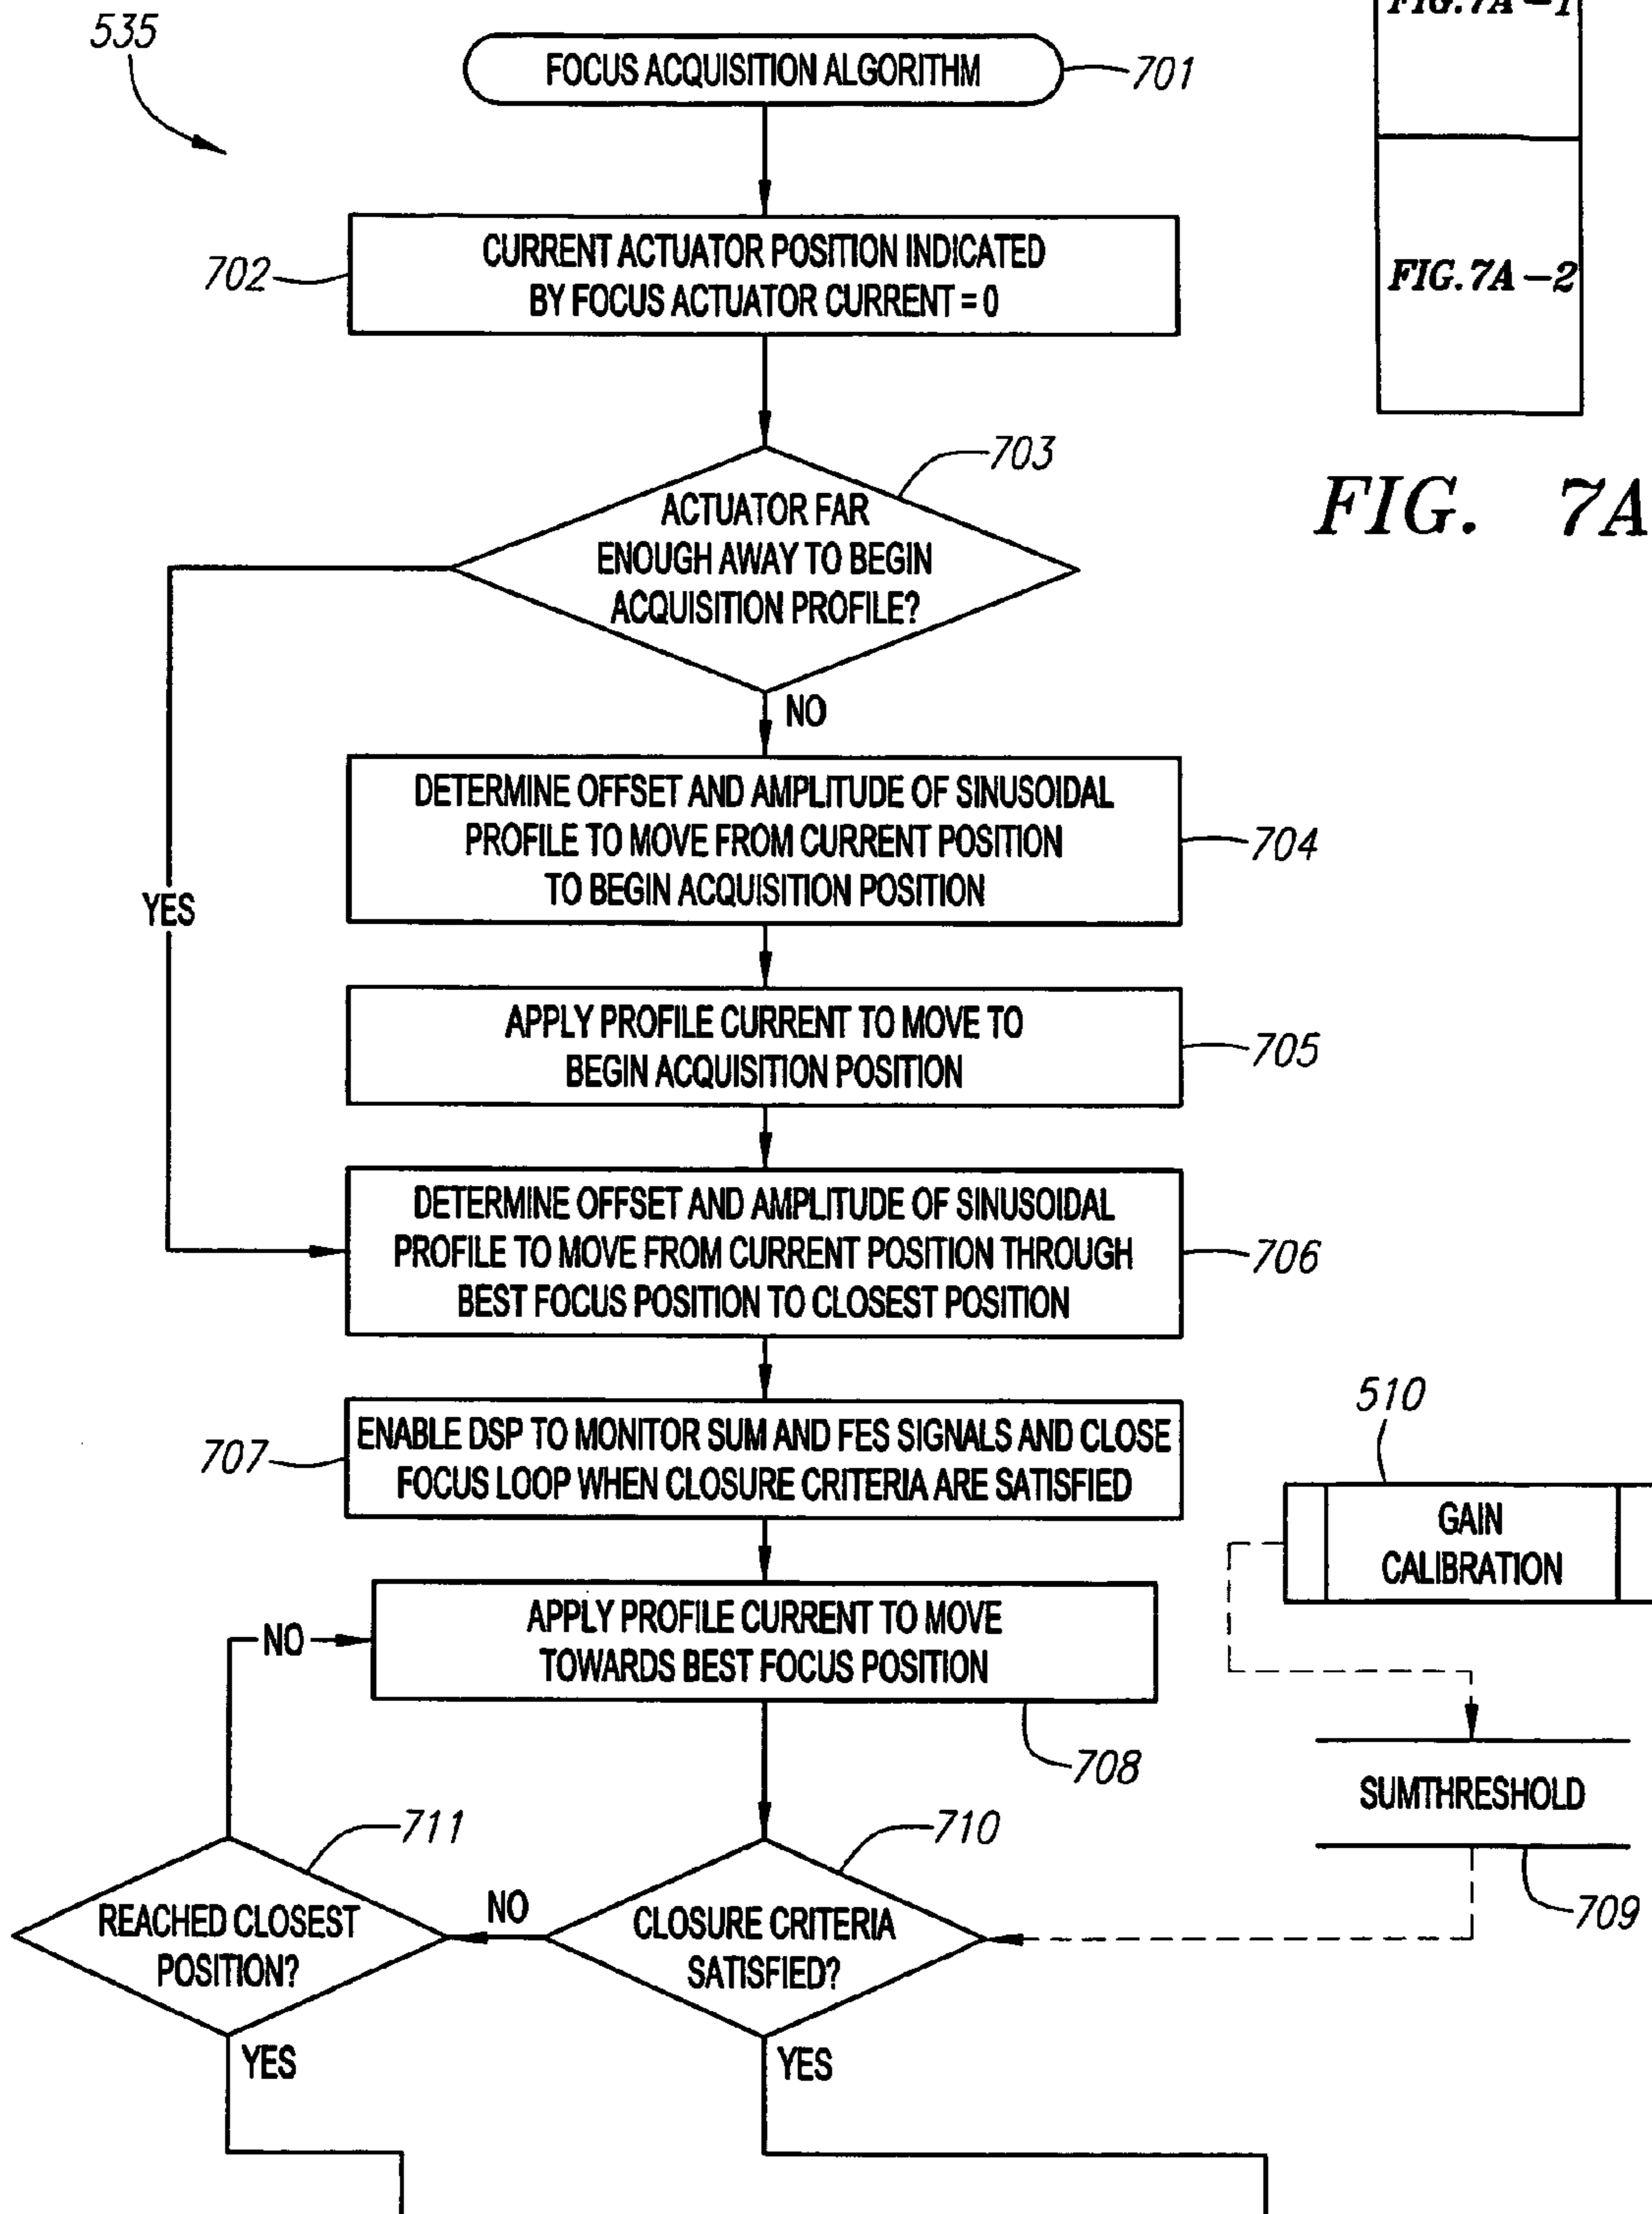 535
FOCUS ACQUISITION ALGORITHM
701
FIG.7A-1
FIG.7A-2
FIG. 7A
702
CURRENT ACTUATOR POSITION INDICATED
BY FOCUS ACTUATOR CURRENT = 0
703
ACTUATOR FAR
ENOUGH AWAY TO BEGIN
ACQUISITION PROFILE?
NO
YES
DETERMINE OFFSET AND AMPLITUDE OF SINUSOIDAL
PROFILE TO MOVE FROM CURRENT POSITION
TO BEGIN ACQUISITION POSITION
704
APPLY PROFILE CURRENT TO MOVE TO
BEGIN ACQUISITION POSITION
705
DETERMINE OFFSET AND AMPLITUDE OF SINUSOIDAL
PROFILE TO MOVE FROM CURRENT POSITION THROUGH
BEST FOCUS POSITION TO CLOSEST POSITION
706
707
ENABLE DSP TO MONITOR SUM AND FES SIGNALS AND CLOSE
FOCUS LOOP WHEN CLOSURE CRITERIA ARE SATISFIED
510
GAIN
CALIBRATION
NO
APPLY PROFILE CURRENT TO MOVE
TOWARDS BEST FOCUS POSITION
708
SUMTHRESHOLD
709
711
REACHED CLOSEST
POSITION?
NO
710
CLOSURE CRITERIA
SATISFIED?
YES
YES